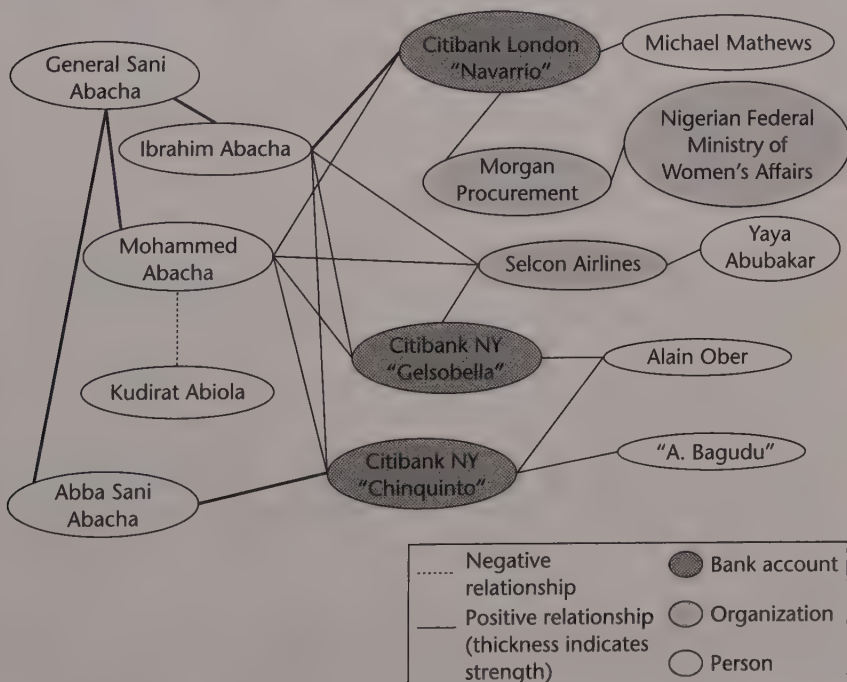 General Sani
Abacha
Ibrahim Abacha
Mohammed
Abacha
Kudirat Abiola
Abba Sani
Abacha
Citibank London
"Navarrio"
Michael Mathews
Morgan
Procurement
Nigerian Federal
Ministry of
Women's Affairs
Selcon Airlines
Yaya
Abubakar
Citibank NY
"Gelsobella"
Alain Ober
Citibank NY
"Chinquinto"
"A. Bagudu"
Negative
relationship
Positive relationship
(thickness indicates
strength)
Bank account
Organization
Person